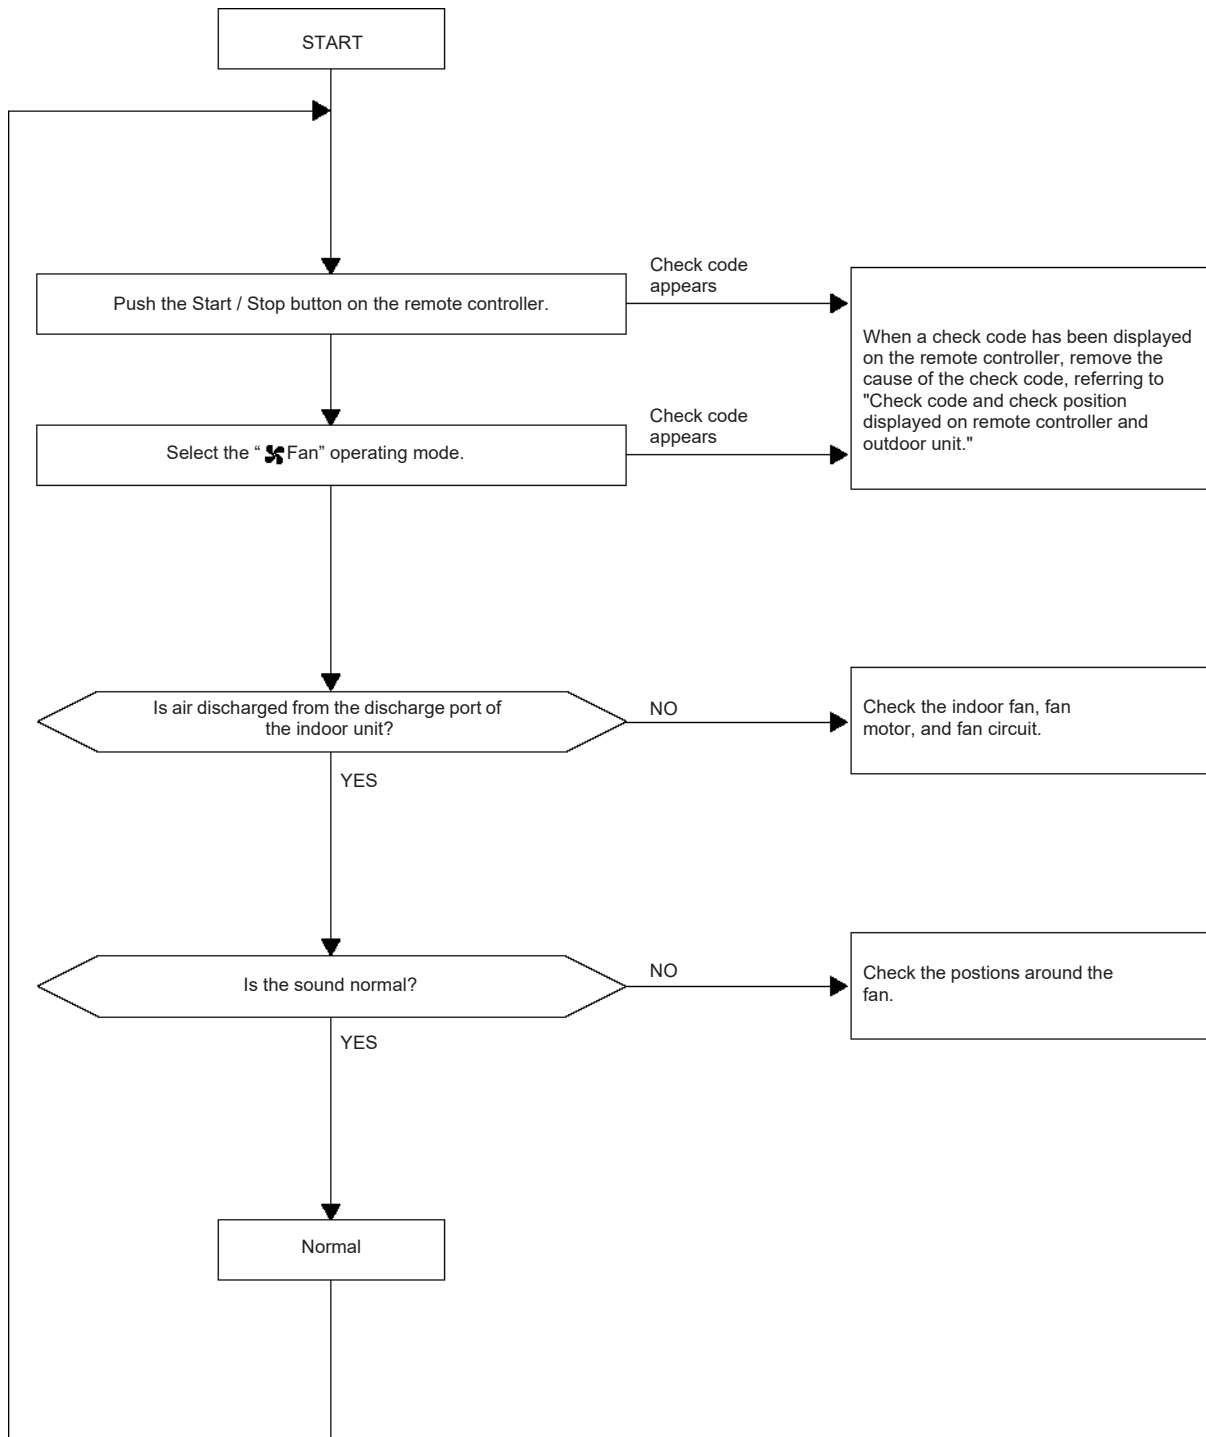 START
Push the Start / Stop button on the remote controller.
Check code
appears
When a check code has been displayed
on the remote controller, remove the
cause of the check code, referring to
"Check code and check position
displayed on remote controller and
outdoor unit."
Select the “ Fan” operating mode.
Check code
appears
Is air discharged from the discharge port of
the indoor unit?
NO
Check the indoor fan, fan
motor, and fan circuit.
YES
Is the sound normal?
NO
Check the postions around the
fan.
YES
Normal